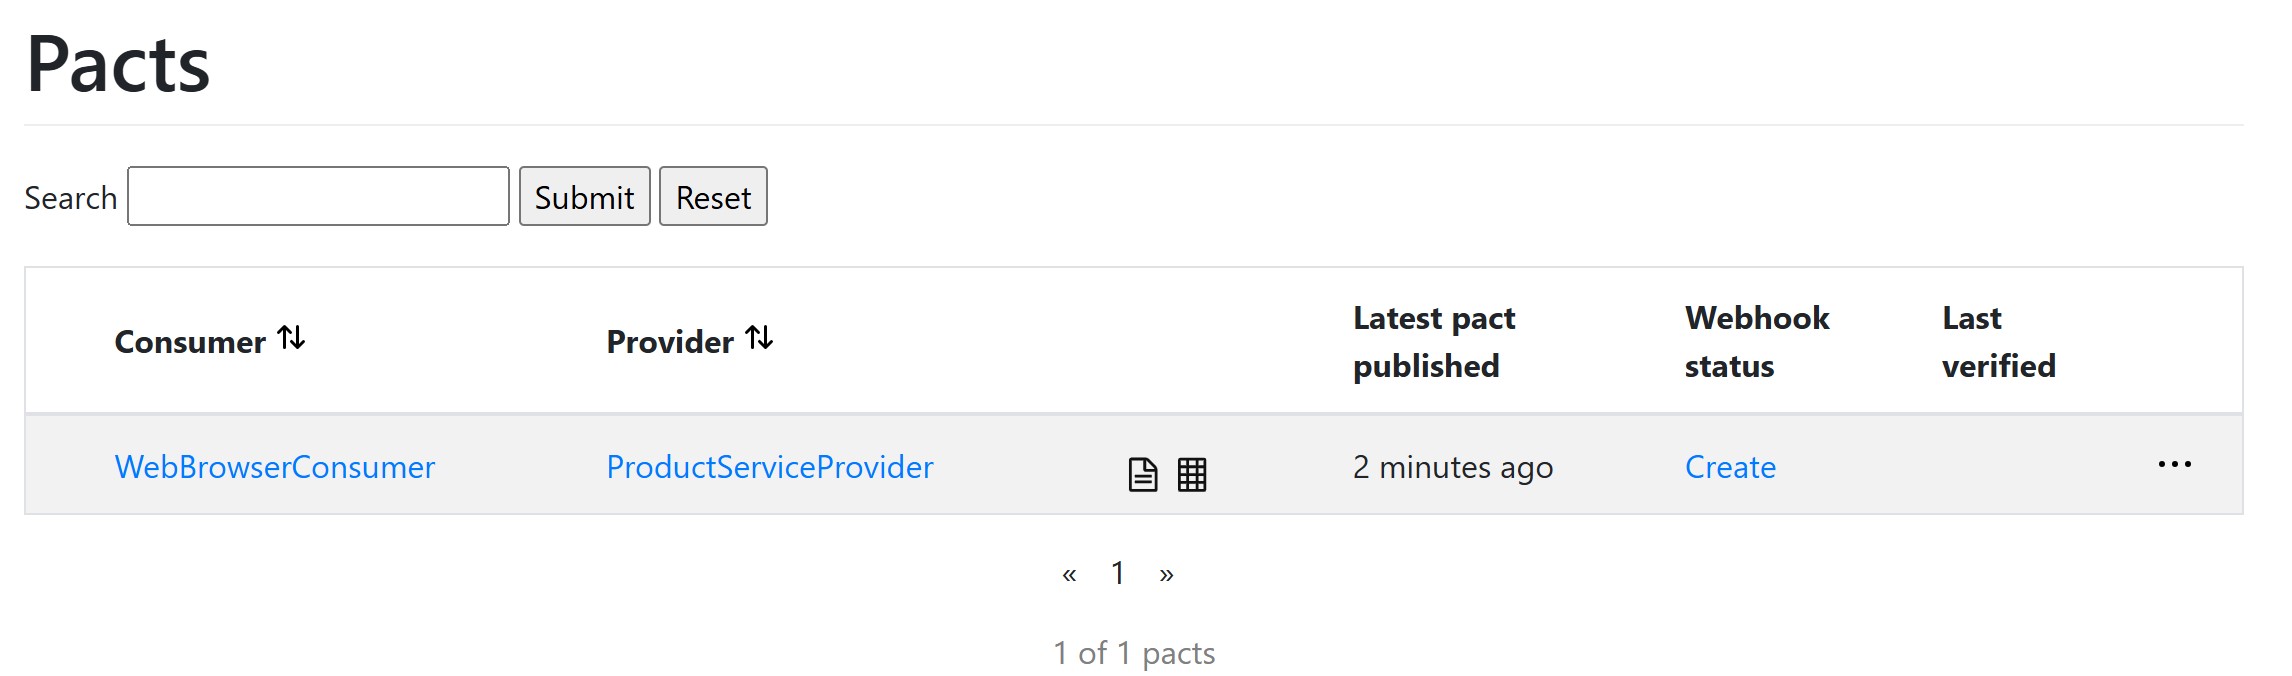 Pacts
Search Submit Reset
Consumer Provider Latest pact published Webhook status Last verified
WebBrowserConsumer ProductServiceProvider 2 minutes ago Create ...
« 1 »
1 of 1 pacts